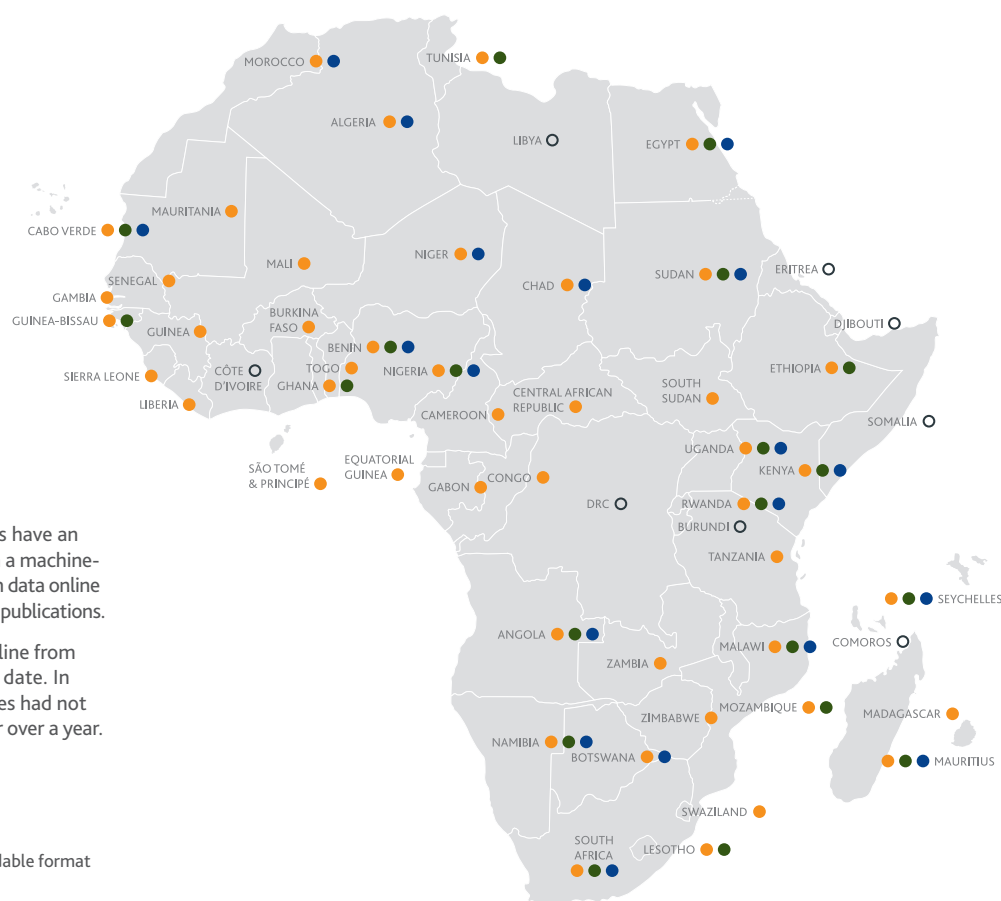 MOROCCO
TUNISIA
ALGERIA
LIBYA
EGYPT
MAURITANIA
CABO VERDE
MALI
NIGER
CHAD
SUDAN
ERITREA
SENEGAL
GAMBIA
GUINEA-BISSAU
GUINEA
BURKINA
FASO
DJIBOUTI
BENIN
SIERRA LEONE
CÔTE
D'IVOIRE
TOGO
NIGERIA
GHANA
ETHIOPIA
LIBERIA
CAMEROON
CENTRAL AFRICAN
REPUBLIC
SOUTH
SUDAN
SOMALIA
UGANDA
SÃO TOMÉ
& PRINCIPÉ
EQUATORIAL
GUINEA
GABON
CONGO
KENYA
DRC
RWANDA
BURUNDI
TANZANIA
s have an
a machine-
n data online
publications.
SEYCHELLES
line from
date. In
es had not
r over a year.
ANGOLA
ZAMBIA
MALAWI
COMOROS
ZIMBABWE
MOZAMBIQUE
MADAGASCAR
NAMIBIA
BOTSWANA
MAURITIUS
SWAZILAND
SOUTH
AFRICA
LESOTHO
dable format